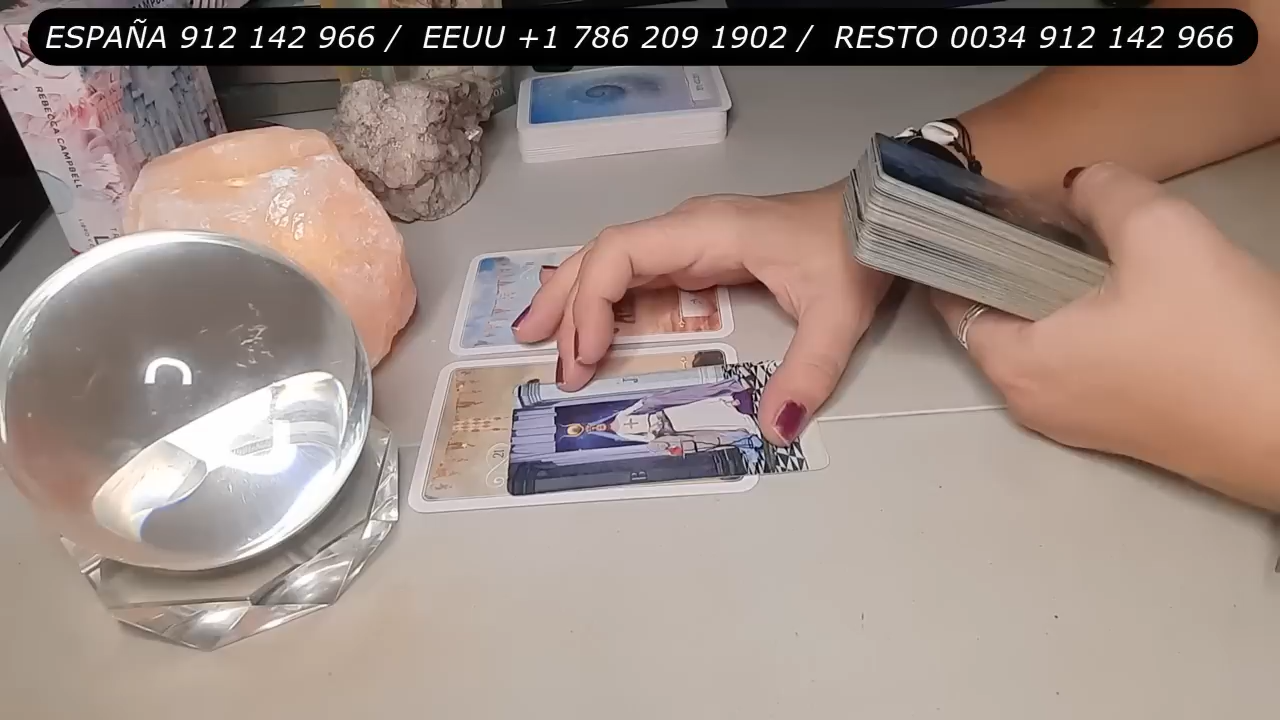 ESPAÑA 912 142 966 / EEUU +1 786 209 1902 / RESTO 0034 912 142 966
REBECCA CAMPBELL
21
B
J